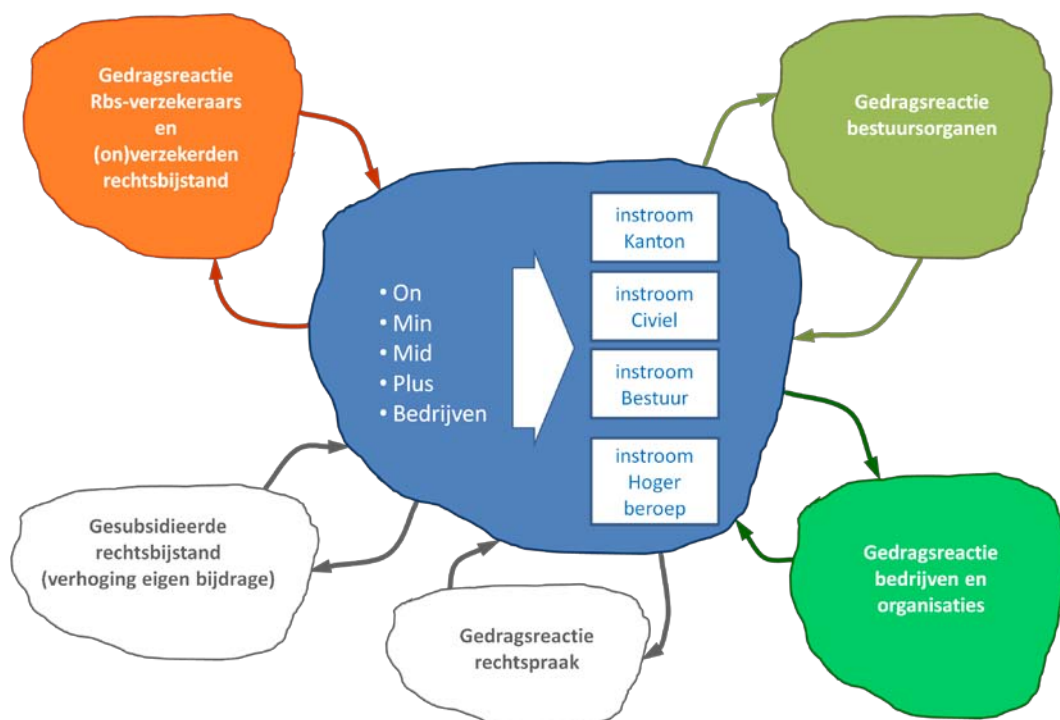 Gedragsreactie
Rbs-verzekeraars
en
(on)verzekerden
rechtsbijstand
Gedragsreactie
bestuursorganen
• On
• Min
• Mid
• Plus
• Bedrijven
instroom
Kanton
instroom
Civiel
instroom
Bestuur
instroom
Hoger
beroep
Gesubsidieerde
rechtsbijstand
(verhoging eigen bijdrage)
Gedragsreactie
rechtspraak
Gedragsreactie
bedrijven en
organisaties